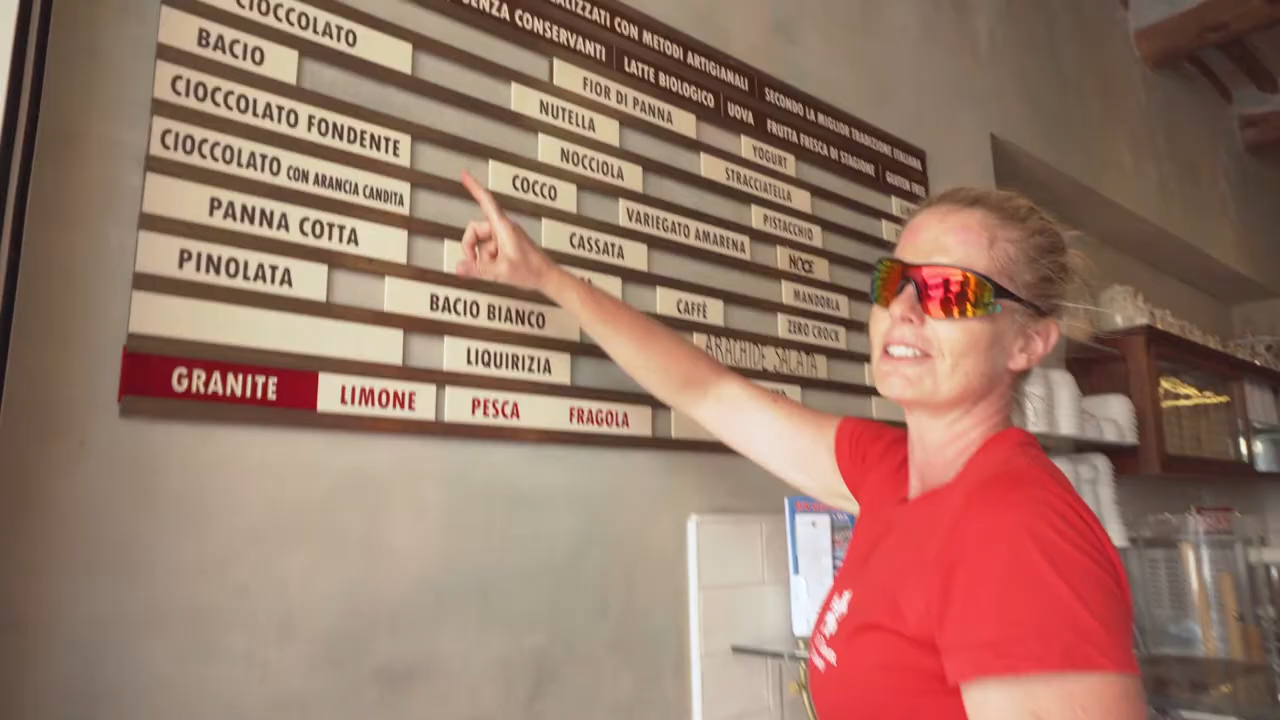 ALIZZATI CON METODI ARTIGIANALI | SECONDO LA MIGLIOR TRADIZIONE ITALIANA
SENZA CONSERVANTI | LATTE BIOLOGICO | UOVA FRUTTA FRESCA DI STAGIONE | GLUTEN FREE
CIOCCOLATO
BACIO
CIOCCOLATO FONDENTE
CIOCCOLATO CON ARANCIA CANDITA
PANNA COTTA
PINOLATA
FIOR DI PANNA
NUTELLA
NOCCIOLA
COCCO
VARIEGATO AMARENA
CASSATA
BACIO BIANCO
LIQUIRIZIA
YOGURT
STRACCIATELLA
PISTACCHIO
NOCE
MANDORLA
CAFFÈ
ZERO CROCK
ARACHIDE SALATA
GRANITE LIMONE PESCA FRAGOLA